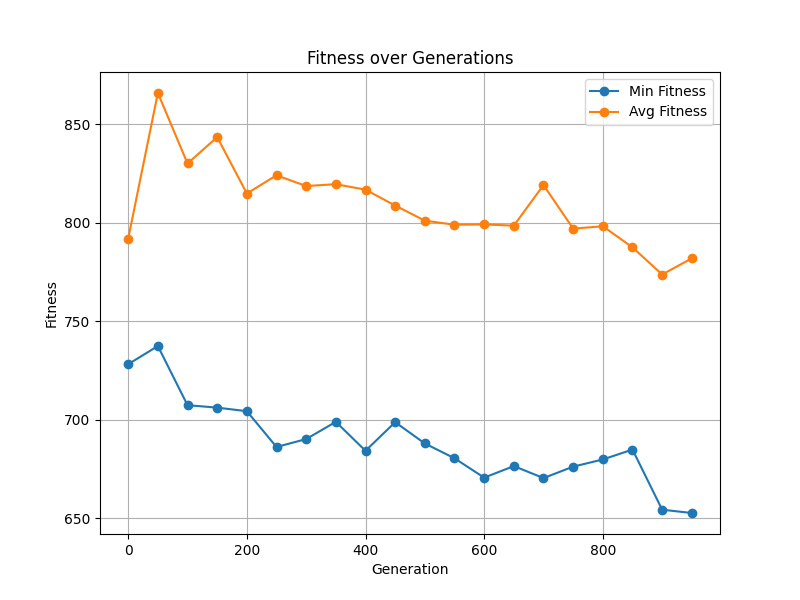 Fitness over Generations
Min Fitness
Avg Fitness
850
800
750
700
650
Fitness
0 200 400 600 800
Generation